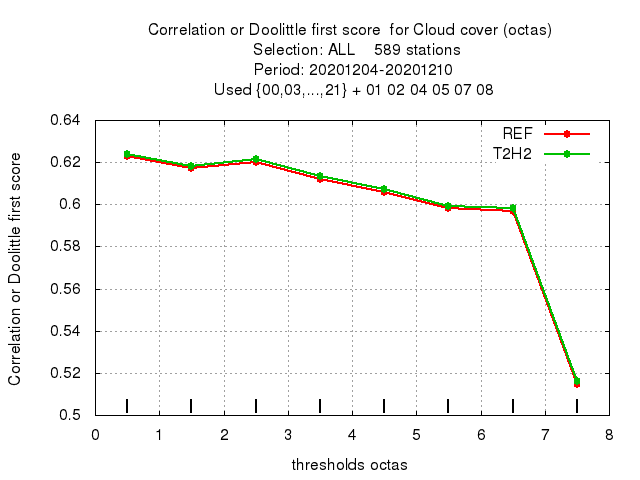 Correlation or Doolittle first score  for Cloud cover (octas)
Selection: ALL    589 stations
Period: 20201204-20201210
Used {00,03,...,21} + 01 02 04 05 07 08
REF
T2H2
Correlation or Doolittle first score
0.64
0.62
0.6
0.58
0.56
0.54
0.52
0.5
0 1 2 3 4 5 6 7 8
thresholds octas